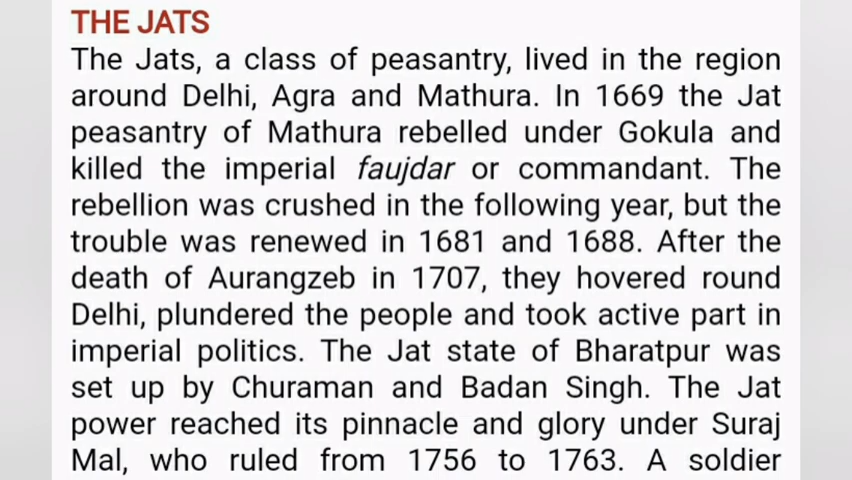 THE JATS
The Jats, a class of peasantry, lived in the region
around Delhi, Agra and Mathura. In 1669 the Jat
peasantry of Mathura rebelled under Gokula and
killed the imperial faujdar or commandant. The
rebellion was crushed in the following year, but the
trouble was renewed in 1681 and 1688. After the
death of Aurangzeb in 1707, they hovered round
Delhi, plundered the people and took active part in
imperial politics. The Jat state of Bharatpur was
set up by Churaman and Badan Singh. The Jat
power reached its pinnacle and glory under Suraj
Mal, who ruled from 1756 to 1763. A soldier